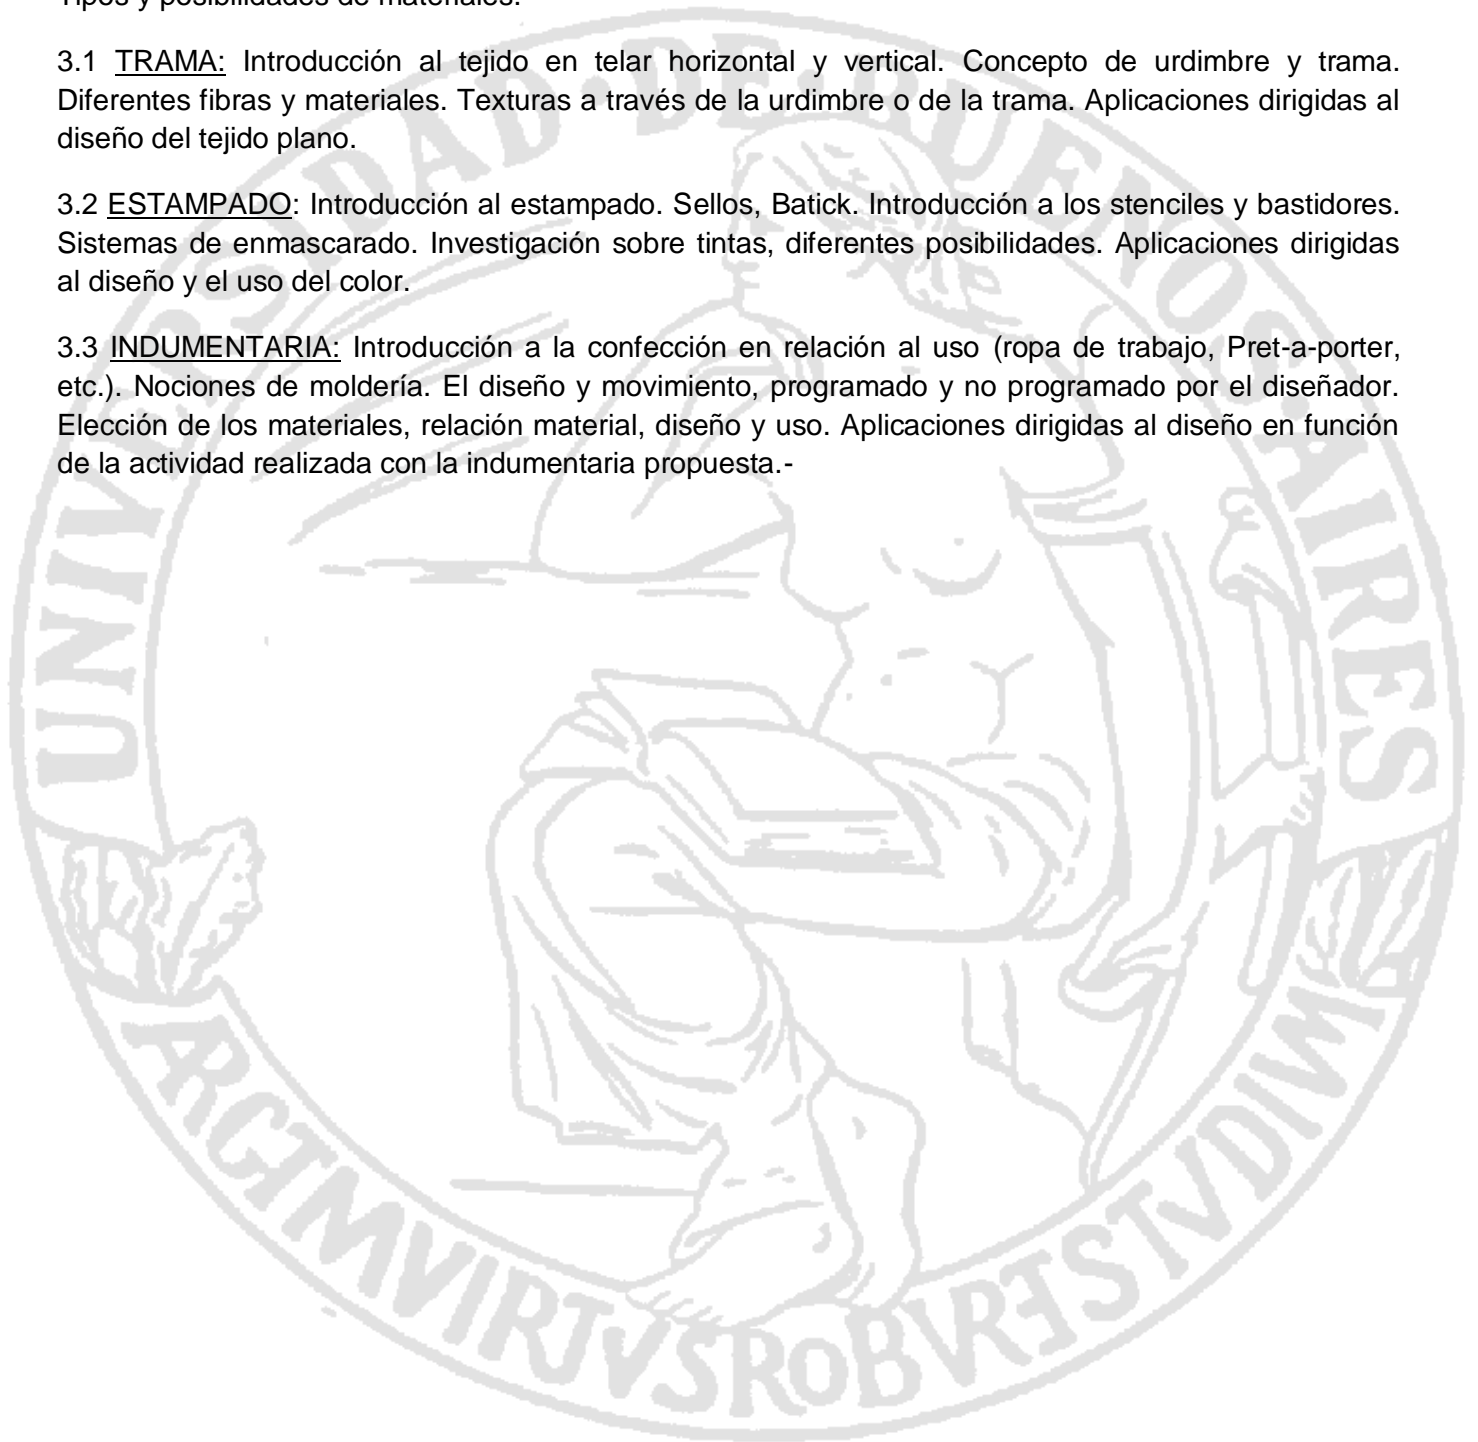 Tipos y posibilidades de materiales.
3.1 TRAMA: Introducción al tejido en telar horizontal y vertical. Concepto de urdimbre y trama.
Diferentes fibras y materiales. Texturas a través de la urdimbre o de la trama. Aplicaciones dirigidas al
diseño del tejido plano.
3.2 ESTAMPADO: Introducción al estampado. Sellos, Batick. Introducción a los stenciles y bastidores.
Sistemas de enmascarado. Investigación sobre tintas, diferentes posibilidades. Aplicaciones dirigidas
al diseño y el uso del color.
3.3 INDUMENTARIA: Introducción a la confección en relación al uso (ropa de trabajo, Pret-a-porter,
etc.). Nociones de moldería. El diseño y movimiento, programado y no programado por el diseñador.
Elección de los materiales, relación material, diseño y uso. Aplicaciones dirigidas al diseño en función
de la actividad realizada con la indumentaria propuesta.-
UNIVERSIDAD·DE·BUENOS·AIRES
ARGTMVIRTVSROBVRETSTVDIVM